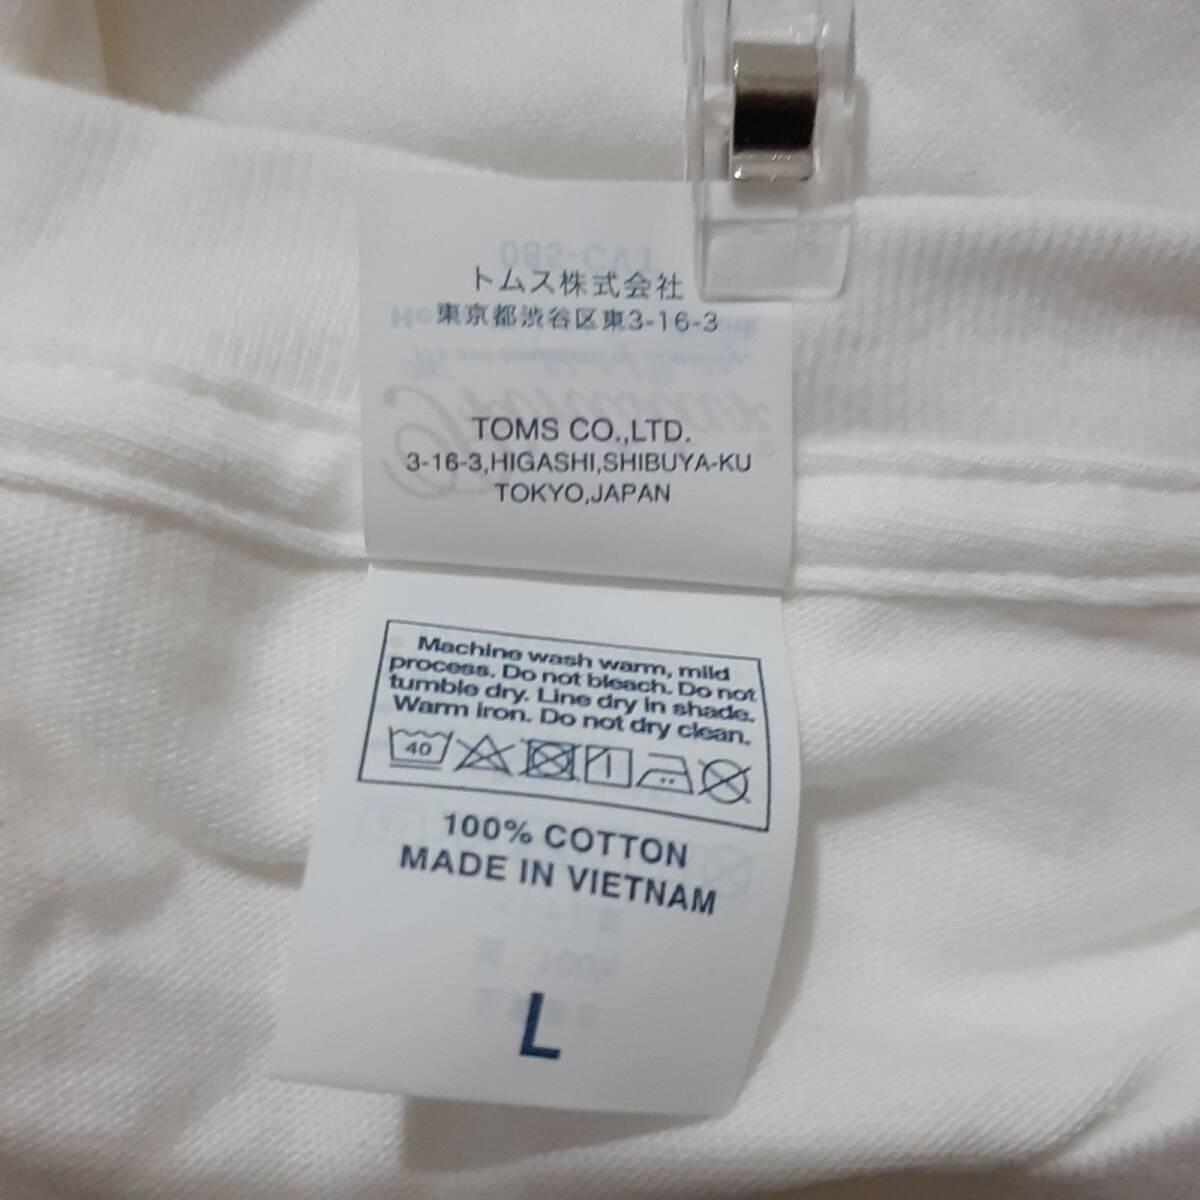 トムス株式会社
東京都渋谷区東3-16-3
TOMS CO.,LTD.
3-16-3,HIGASHI,SHIBUYA-KU
TOKYO,JAPAN
Machine wash warm, mild
process. Do not bleach. Do not
tumble dry. Line dry in shade.
Warm iron. Do not dry clean.
40
100% COTTON
MADE IN VIETNAM
L